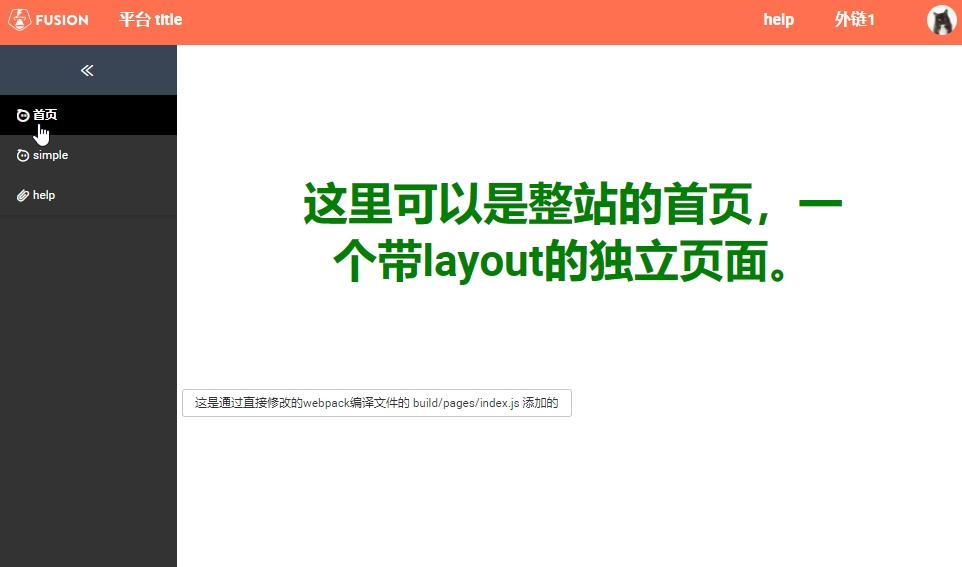 FUSION 平台 title help 外链1
首页
simple
help
这里可以是整站的首页，一
个带layout的独立页面。
这是通过直接修改的webpack编译文件的 build/pages/index.js 添加的